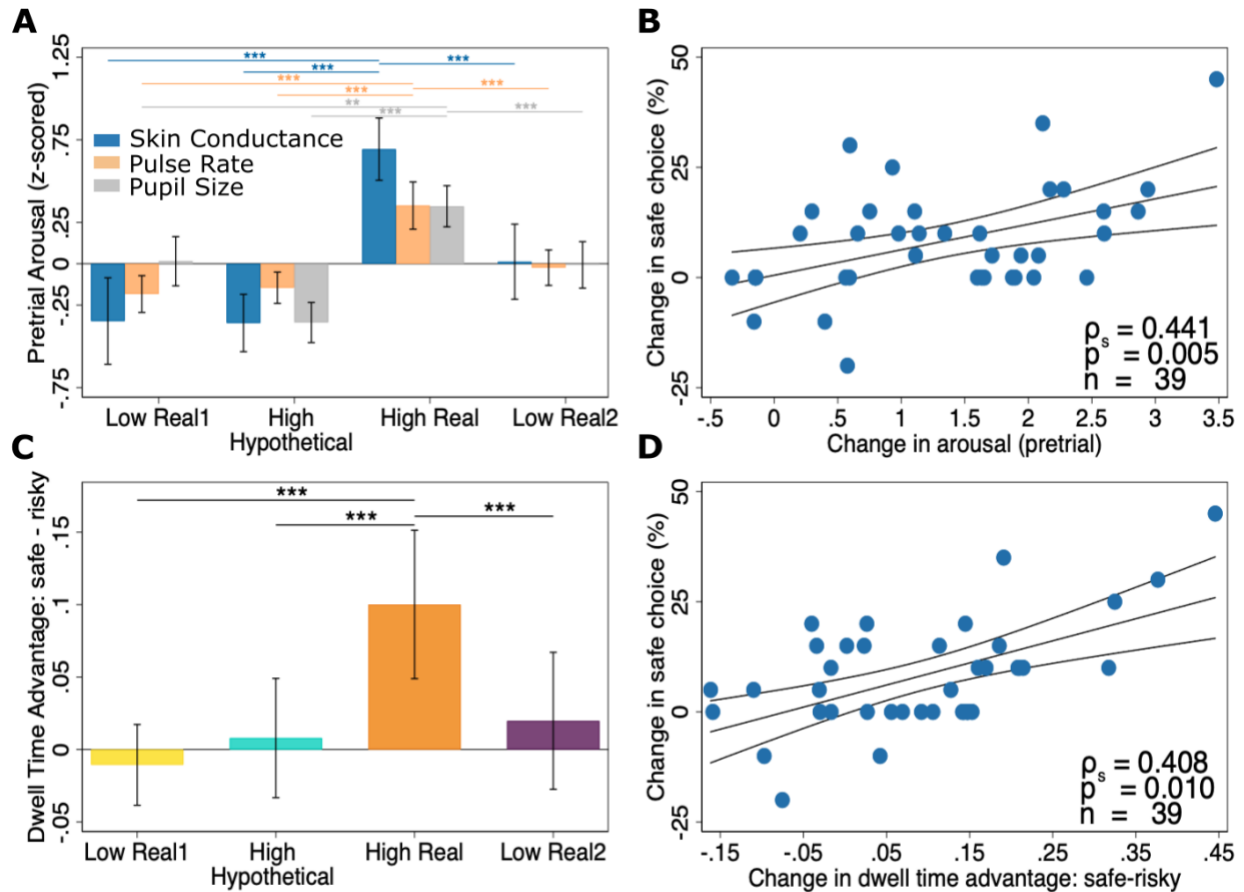 A
Pretrial Arousal (z-scored)
1.25
.75
.25
0
-.25
-.75
***
***
***
***
***
***
**
***
***
Skin Conductance
Pulse Rate
Pupil Size
Low Real1
High
Hypothetical
High Real
Low Real2
B
Change in safe choice (%)
50
25
0
-25
ρs = 0.441
p = 0.005
n = 39
-.5 0 .5 1 1.5 2 2.5 3 3.5
Change in arousal (pretrial)
C
Dwell Time Advantage: safe - risky
.15
.1
.05
0
-.05
***
***
***
Low Real1
High
Hypothetical
High Real
Low Real2
D
Change in safe choice (%)
50
25
0
-25
ρs = 0.408
p = 0.010
n = 39
-.15 -.05 .05 .15 .25 .35 .45
Change in dwell time advantage: safe-risky